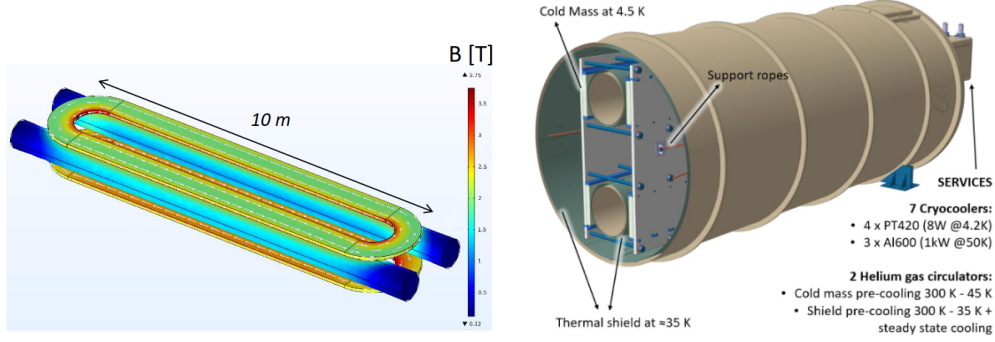 B [T]
▲ 3.75
3.5
3
2.5
2
1.5
1
0.5
▼ 0.12
10 m
Cold Mass at 4.5 K
Support ropes
Thermal shield at ≈35 K
SERVICES
7 Cryocoolers:
• 4 x PT420 (8W @4.2K)
• 3 x Al600 (1kW @50K)
2 Helium gas circulators:
• Cold mass pre-cooling 300 K - 45 K
• Shield pre-cooling 300 K - 35 K +
steady state cooling